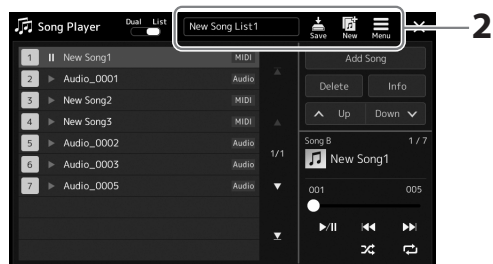 Song Player Dual List New Song List1 Save New Menu 2
1 New Song1 MIDI
2 Audio_0001 Audio
3 New Song2 MIDI
4 New Song3 MIDI
5 Audio_0002 Audio
6 Audio_0003 Audio
7 Audio_0005 Audio
1/1
Add Song
Delete Info
Up Down
Song B 1 / 7
New Song1
001 005